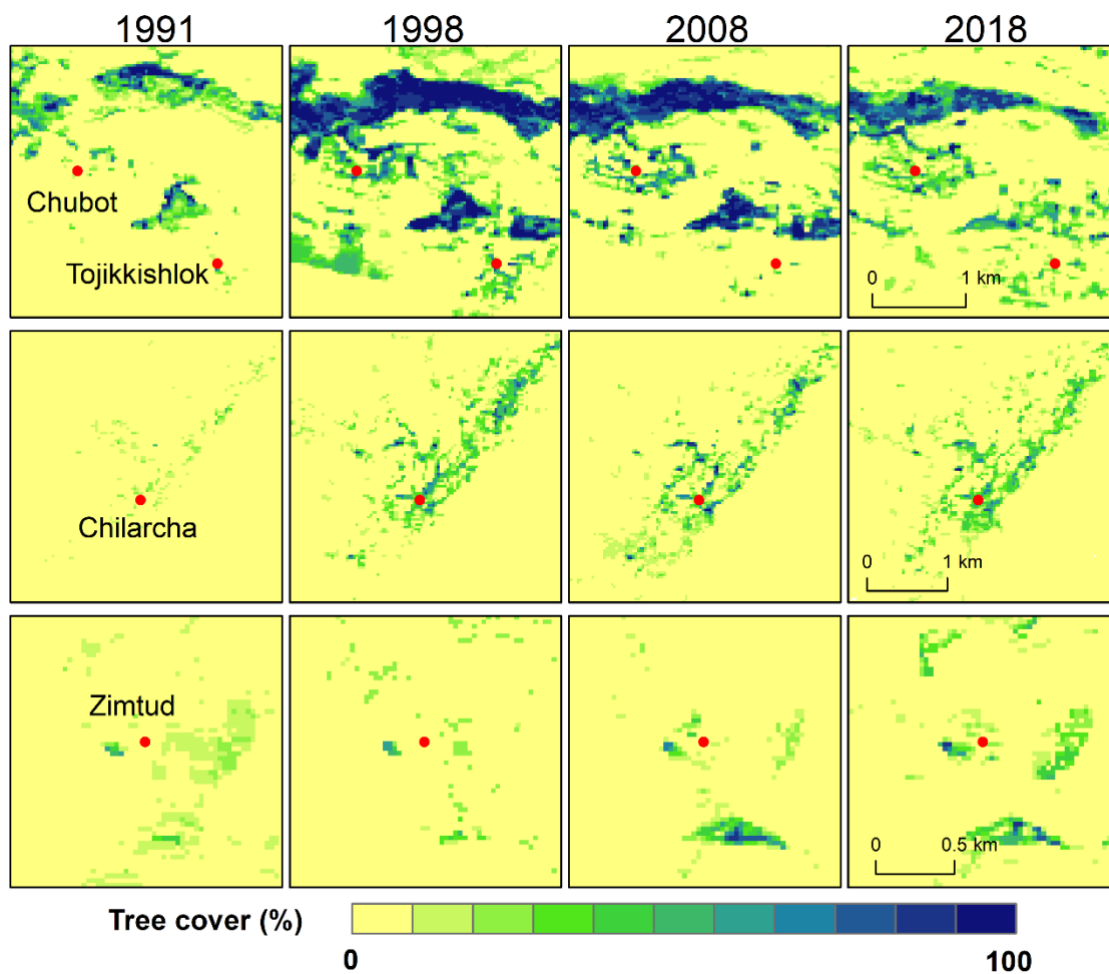 1991 1998 2008 2018
Chubot
Tojikkishlok
0 1 km
Chilarcha
0 1 km
Zimtud
0 0.5 km
Tree cover (%)
0 100